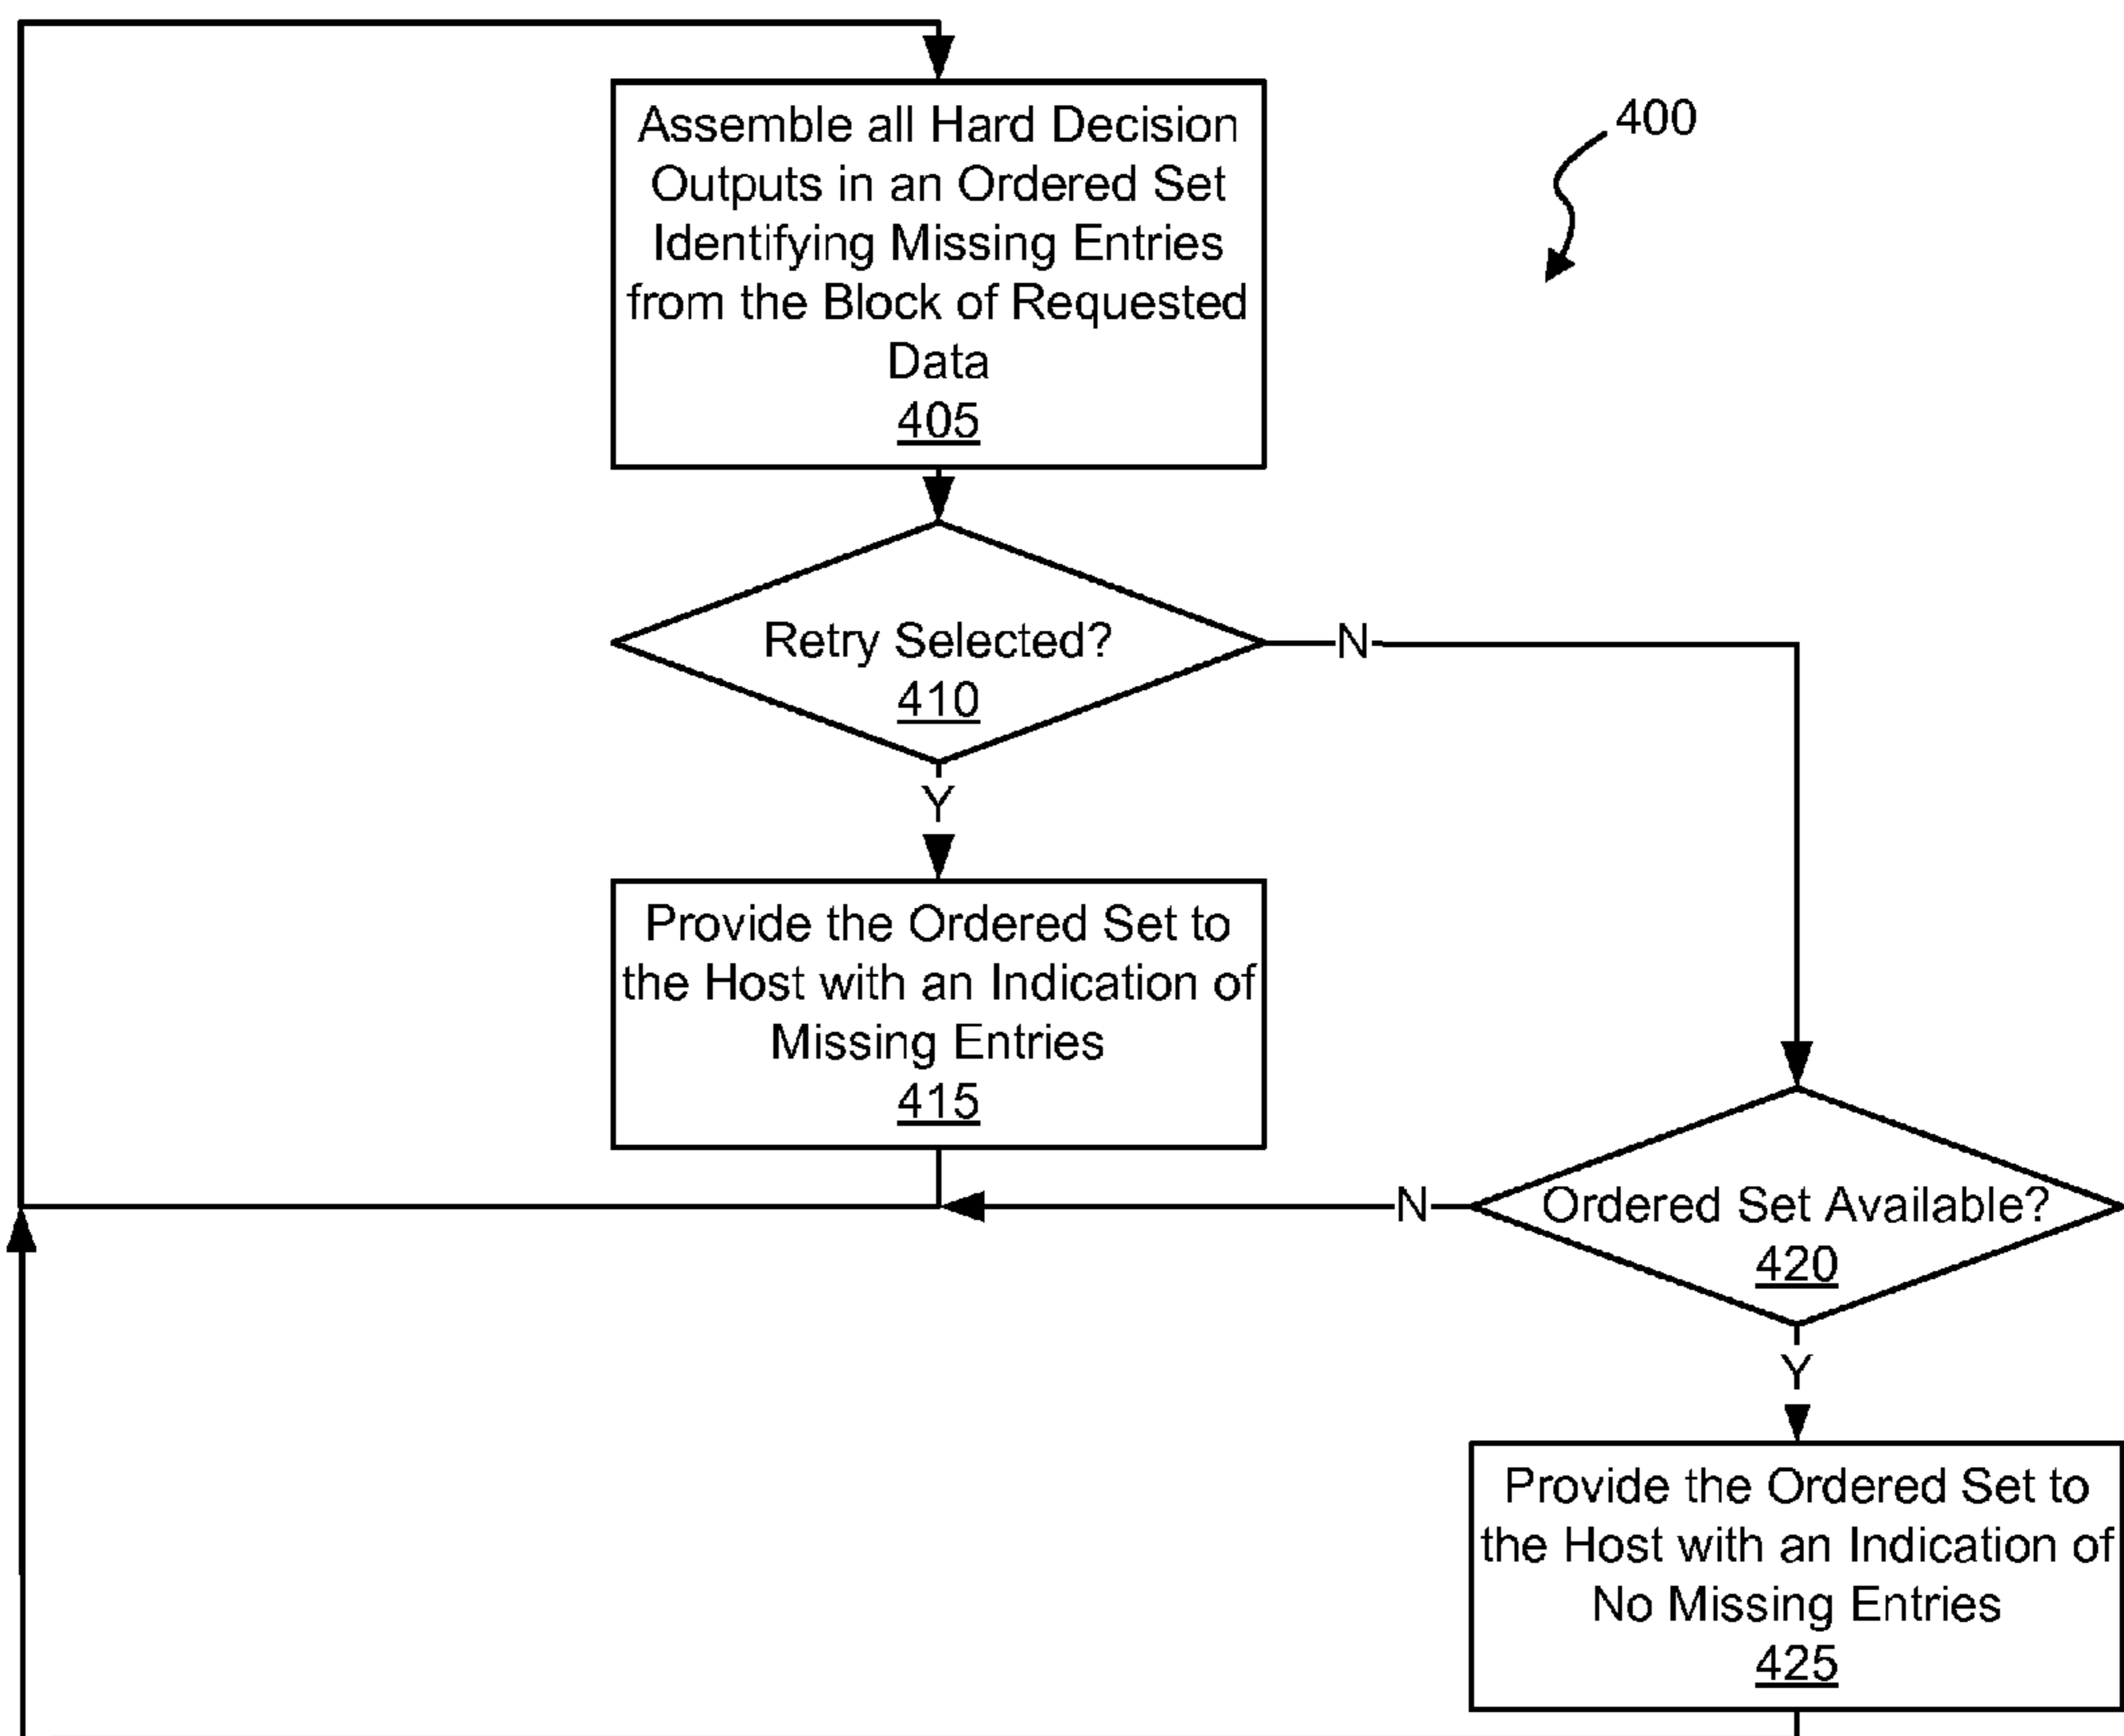 Assemble all Hard Decision
Outputs in an Ordered Set
Identifying Missing Entries
from the Block of Requested
Data
405
400
Retry Selected?
410
N
Y
Provide the Ordered Set to
the Host with an Indication of
Missing Entries
415
N
Ordered Set Available?
420
Y
Provide the Ordered Set to
the Host with an Indication of
No Missing Entries
425